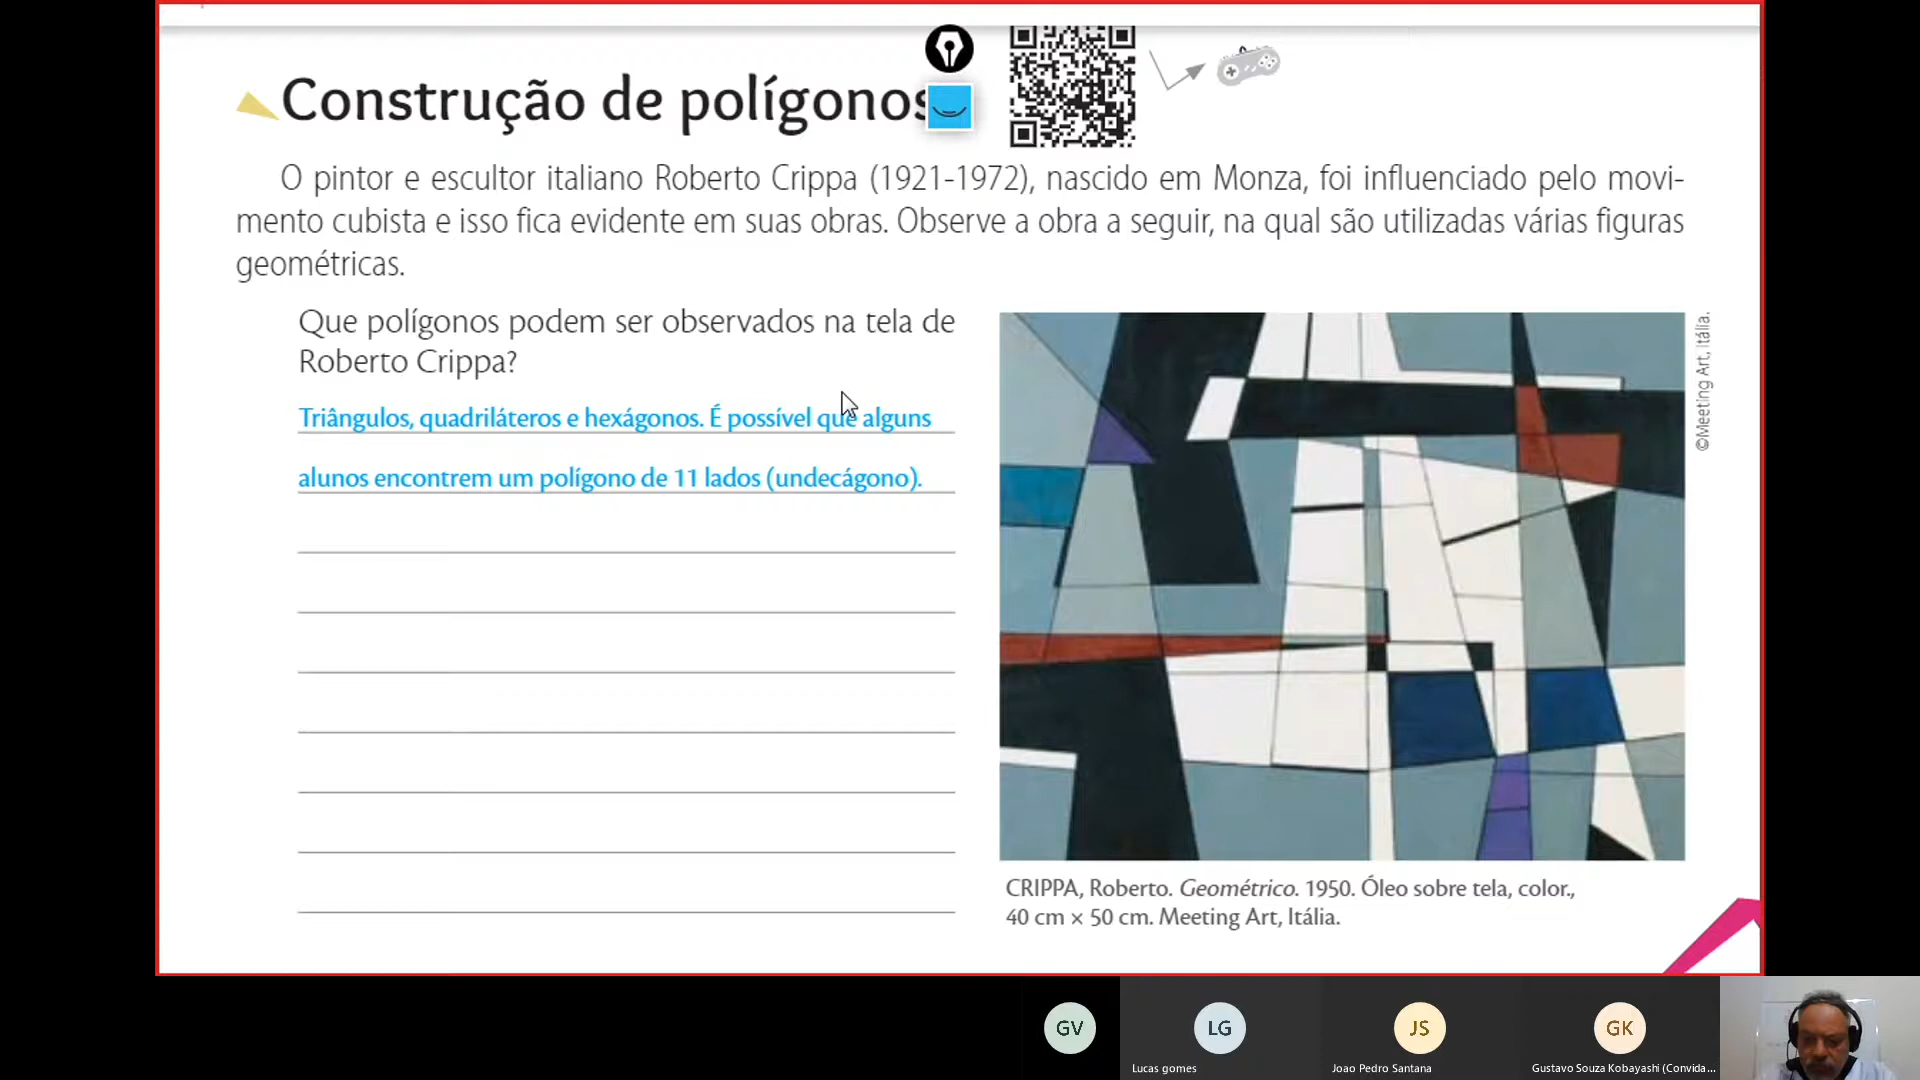 Construção de polígonos
O pintor e escultor italiano Roberto Crippa (1921-1972), nascido em Monza, foi influenciado pelo movi-
mento cubista e isso fica evidente em suas obras. Observe a obra a seguir, na qual são utilizadas várias figuras
geométricas.
Que polígonos podem ser observados na tela de
Roberto Crippa?
Triângulos, quadriláteros e hexágonos. É possível que alguns
alunos encontrem um polígono de 11 lados (undecágono).
©Meeting Art, Itália.
CRIPPA, Roberto. Geométrico. 1950. Óleo sobre tela, color.,
40 cm × 50 cm. Meeting Art, Itália.
GV
LG
JS
GK
Lucas gomes
Joao Pedro Santana
Gustavo Souza Kobayashi (Convida...